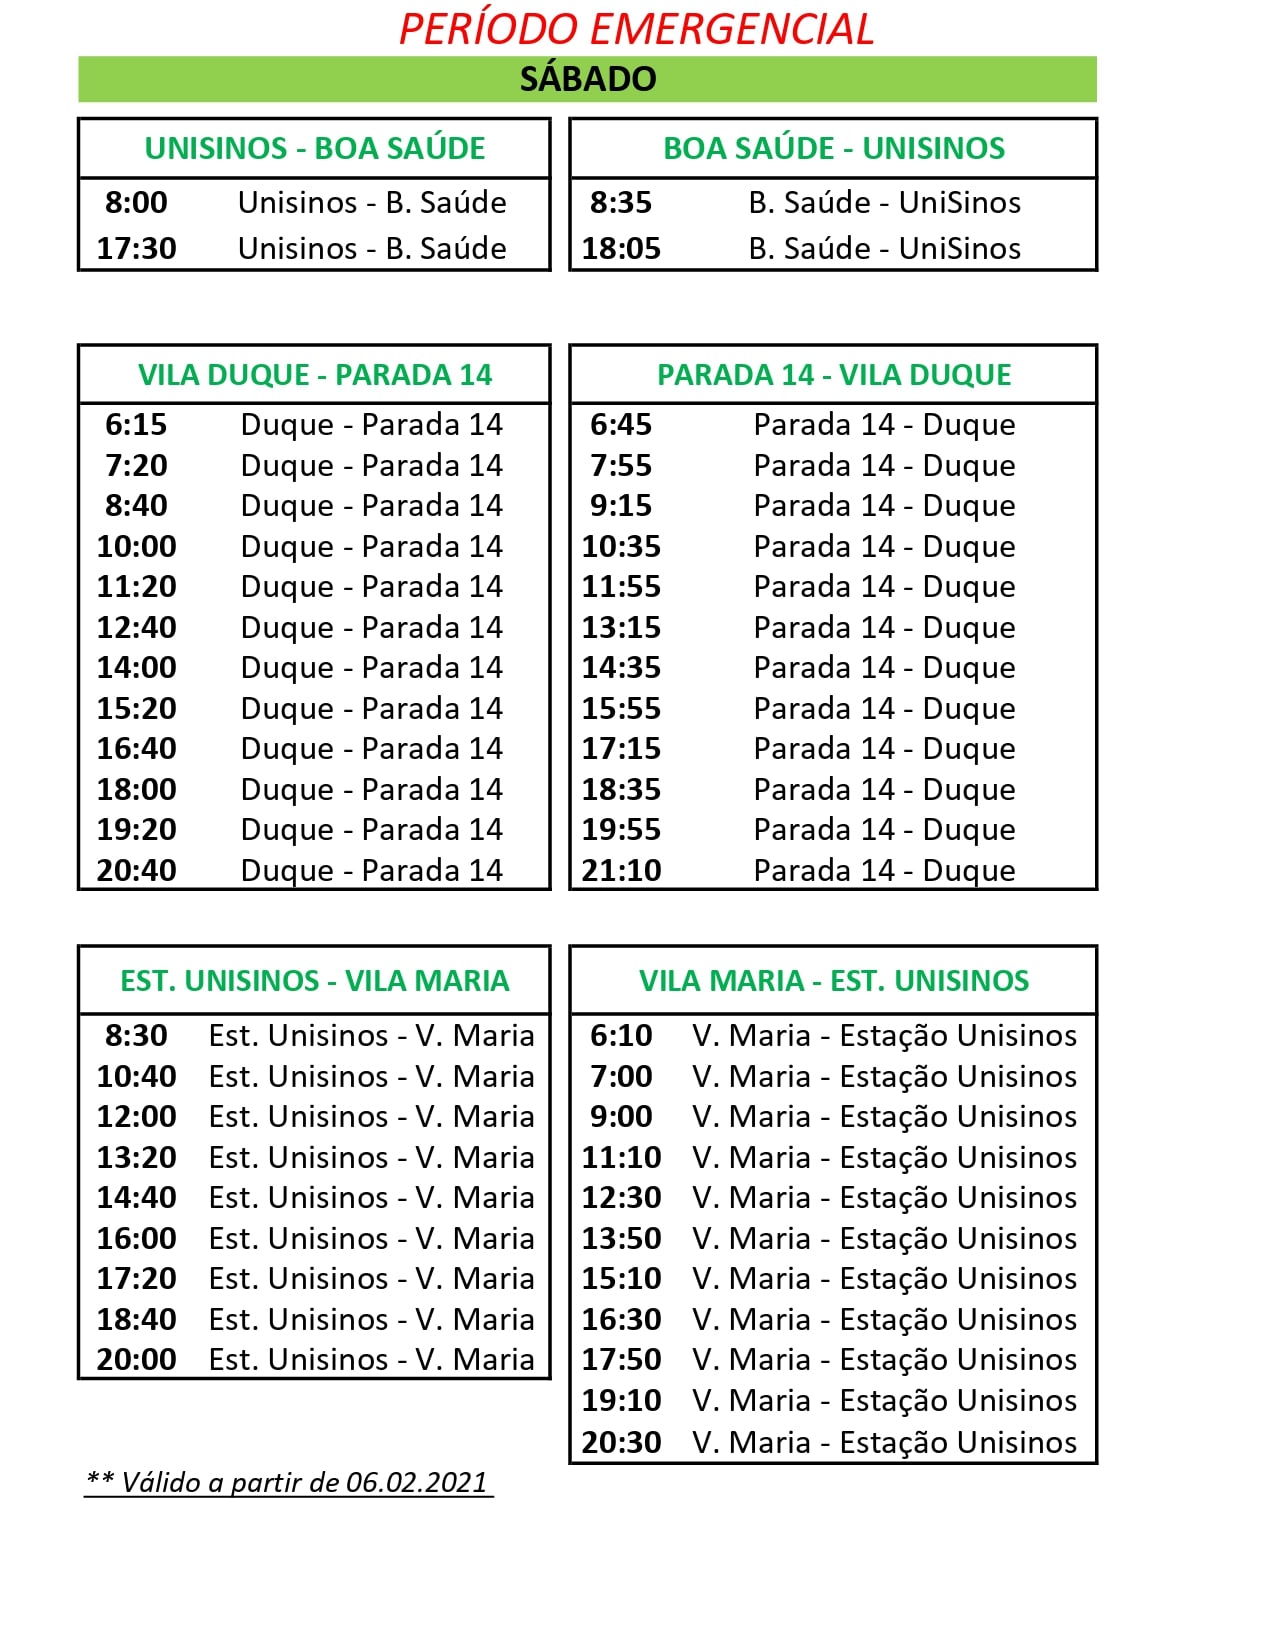 PERÍODO EMERGENCIAL
SÁBADO
UNISINOS - BOA SAÚDE
8:00 Unisinos - B. Saúde
17:30 Unisinos - B. Saúde
BOA SAÚDE - UNISINOS
8:35 B. Saúde - UniSinos
18:05 B. Saúde - UniSinos
VILA DUQUE - PARADA 14
6:15 Duque - Parada 14
7:20 Duque - Parada 14
8:40 Duque - Parada 14
10:00 Duque - Parada 14
11:20 Duque - Parada 14
12:40 Duque - Parada 14
14:00 Duque - Parada 14
15:20 Duque - Parada 14
16:40 Duque - Parada 14
18:00 Duque - Parada 14
19:20 Duque - Parada 14
20:40 Duque - Parada 14
PARADA 14 - VILA DUQUE
6:45 Parada 14 - Duque
7:55 Parada 14 - Duque
9:15 Parada 14 - Duque
10:35 Parada 14 - Duque
11:55 Parada 14 - Duque
13:15 Parada 14 - Duque
14:35 Parada 14 - Duque
15:55 Parada 14 - Duque
17:15 Parada 14 - Duque
18:35 Parada 14 - Duque
19:55 Parada 14 - Duque
21:10 Parada 14 - Duque
EST. UNISINOS - VILA MARIA
8:30 Est. Unisinos - V. Maria
10:40 Est. Unisinos - V. Maria
12:00 Est. Unisinos - V. Maria
13:20 Est. Unisinos - V. Maria
14:40 Est. Unisinos - V. Maria
16:00 Est. Unisinos - V. Maria
17:20 Est. Unisinos - V. Maria
18:40 Est. Unisinos - V. Maria
20:00 Est. Unisinos - V. Maria
VILA MARIA - EST. UNISINOS
6:10 V. Maria - Estação Unisinos
7:00 V. Maria - Estação Unisinos
9:00 V. Maria - Estação Unisinos
11:10 V. Maria - Estação Unisinos
12:30 V. Maria - Estação Unisinos
13:50 V. Maria - Estação Unisinos
15:10 V. Maria - Estação Unisinos
16:30 V. Maria - Estação Unisinos
17:50 V. Maria - Estação Unisinos
19:10 V. Maria - Estação Unisinos
20:30 V. Maria - Estação Unisinos
** Válido a partir de 06.02.2021